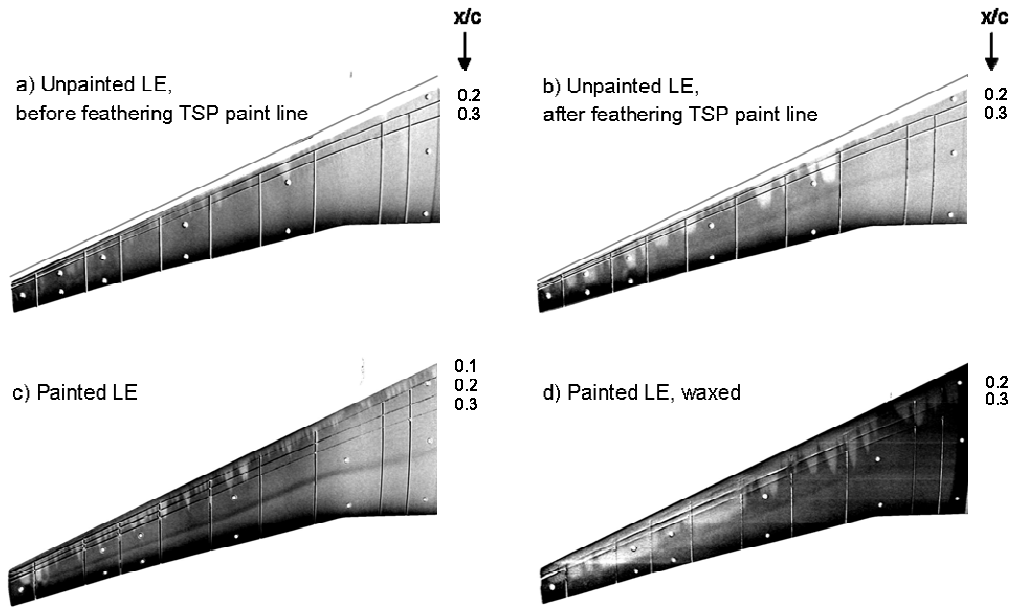 x/c
x/c
a) Unpainted LE,
before feathering TSP paint line
0.2
0.3
b) Unpainted LE,
after feathering TSP paint line
0.2
0.3
c) Painted LE
0.1
0.2
0.3
d) Painted LE, waxed
0.2
0.3